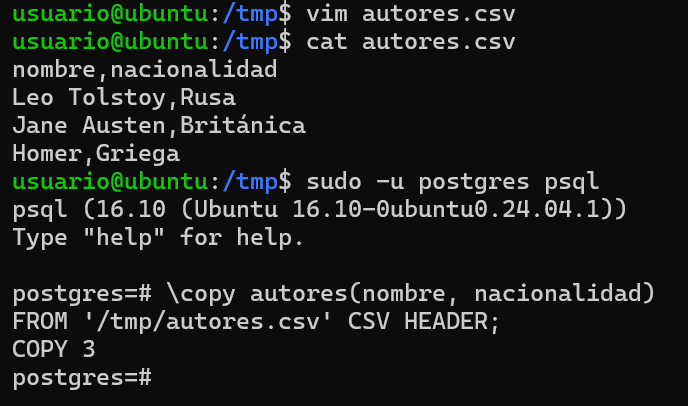 usuario@ubuntu:/tmp$ vim autores.csv
usuario@ubuntu:/tmp$ cat autores.csv
nombre,nacionalidad
Leo Tolstoy,Rusa
Jane Austen,Británica
Homer,Griega
usuario@ubuntu:/tmp$ sudo -u postgres psql
psql (16.10 (Ubuntu 16.10-0ubuntu0.24.04.1))
Type "help" for help.
postgres=# \copy autores(nombre, nacionalidad)
FROM '/tmp/autores.csv' CSV HEADER;
COPY 3
postgres=#